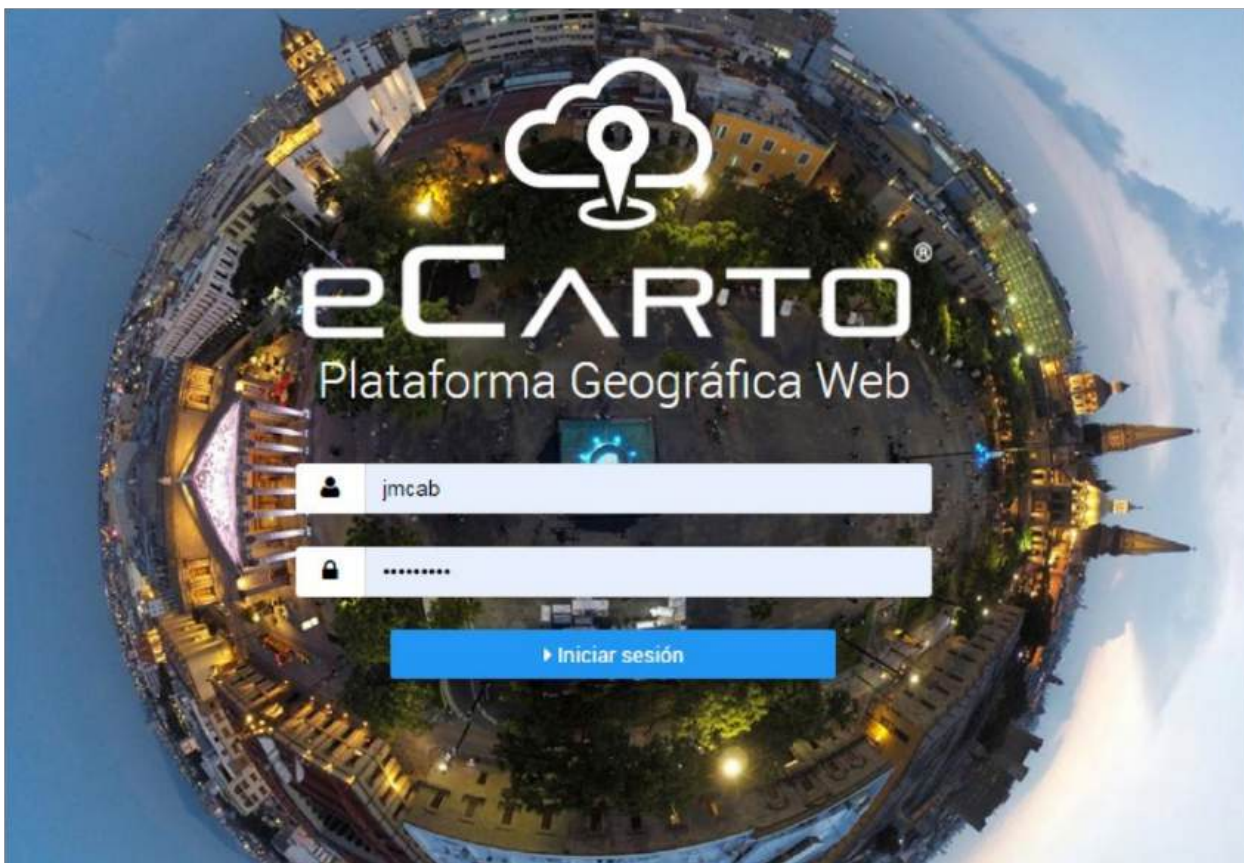 eCARTO®
Plataforma Geográfica Web
jmcab
•••••••••
Iniciar sesión